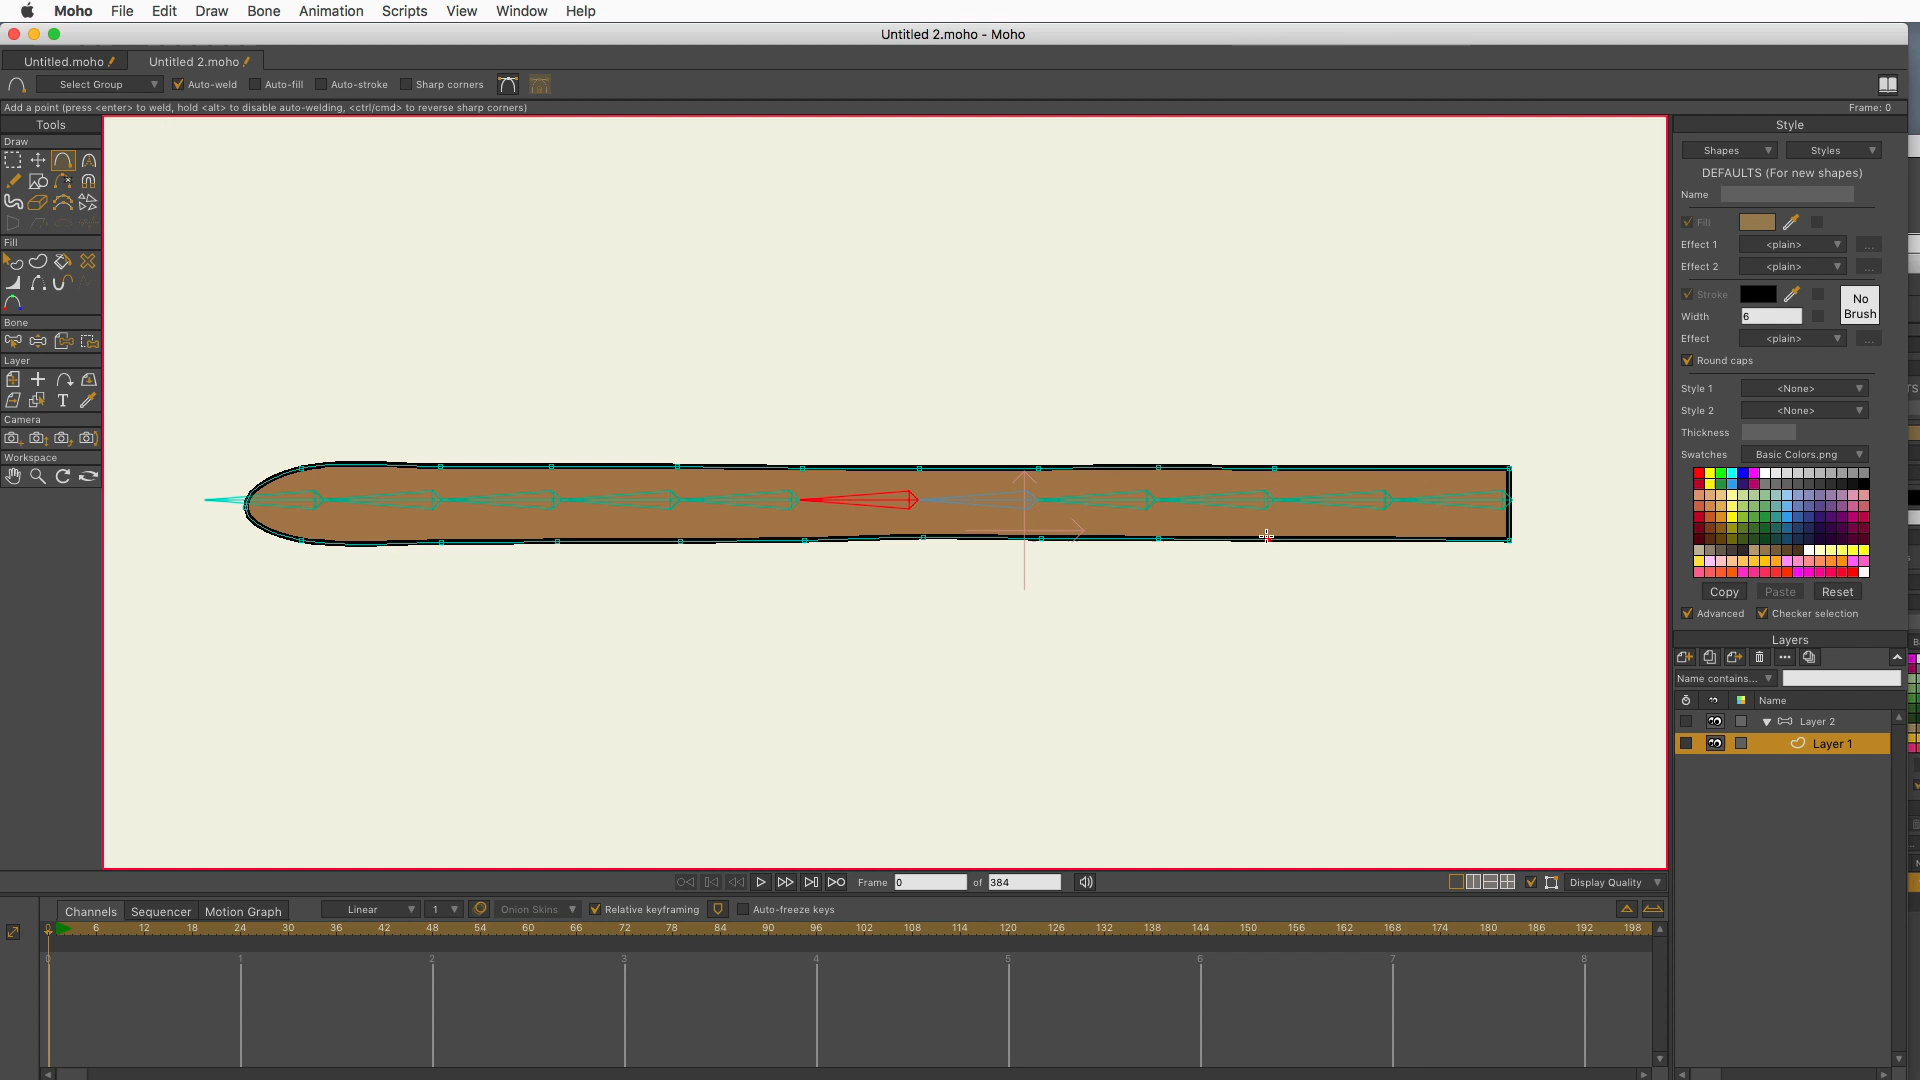 Moho File Edit Draw Bone Animation Scripts View Window Help
Untitled 2.moho - Moho
Untitled.moho Untitled 2.moho
Select Group Auto-weld Auto-fill Auto-stroke Sharp corners
Add a point (press <enter> to weld, hold <alt> to disable auto-welding, <ctrl/cmd> to reverse sharp corners) Frame: 0
Tools
Draw
Fill
Bone
Layer
Camera
Workspace
Style
Shapes Styles
DEFAULTS (For new shapes)
Name
Fill
Effect 1 <plain> ...
Effect 2 <plain> ...
Stroke No Brush
Width 6
Effect <plain> ...
Round caps
Style 1 <None>
Style 2 <None>
Thickness
Swatches Basic Colors.png
Copy Paste Reset
Advanced Checker selection
Layers
Name contains...
Name
Layer 2
Layer 1
Frame 0 of 384 Display Quality
Channels Sequencer Motion Graph Linear 1 Onion Skins Relative keyframing Auto-freeze keys
6 12 18 24 30 36 42 48 54 60 66 72 78 84 90 96 102 108 114 120 126 132 138 144 150 156 162 168 174 180 186 192 198
0 1 2 3 4 5 6 7 8